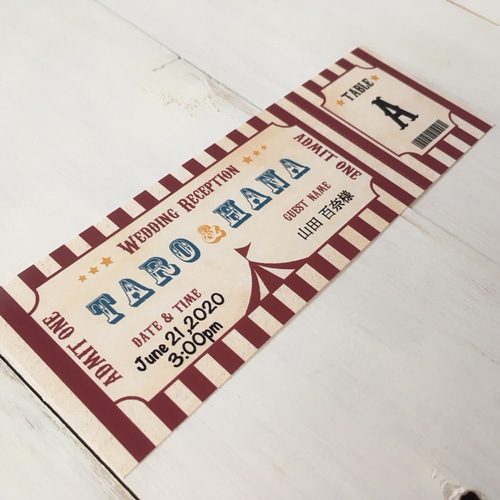 ADMIT ONE
WEDDING RECEPTION
TARO & HANA
DATE & TIME
June 21,2020
3:00pm
ADMIT ONE
GUEST NAME
山田 百奈様
TABLE
A